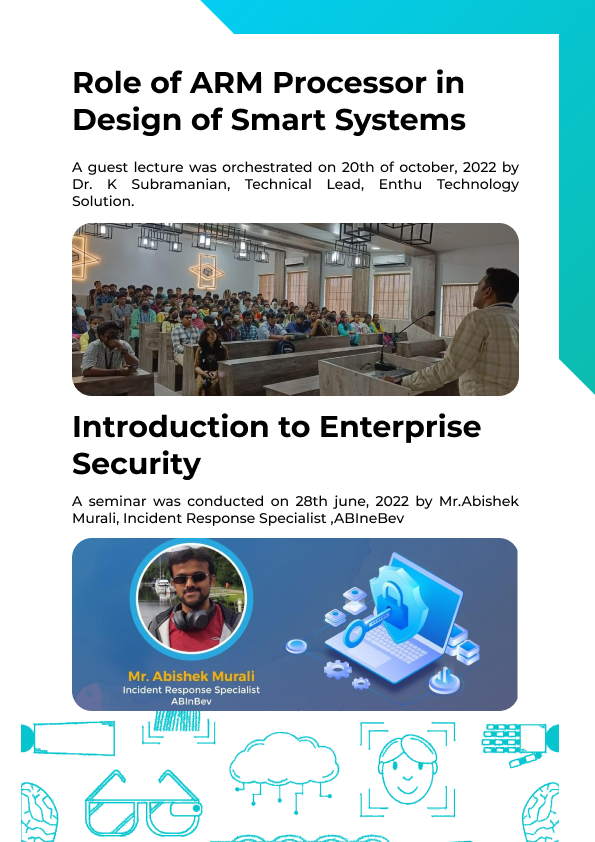 Role of ARM Processor in
Design of Smart Systems
A guest lecture was orchestrated on 20th of october, 2022 by
Dr. K Subramanian, Technical Lead, Enthu Technology
Solution.
Introduction to Enterprise
Security
A seminar was conducted on 28th june, 2022 by Mr.Abishek
Murali, Incident Response Specialist ,ABIneBev
Mr. Abishek Murali
Incident Response Specialist
ABInBev